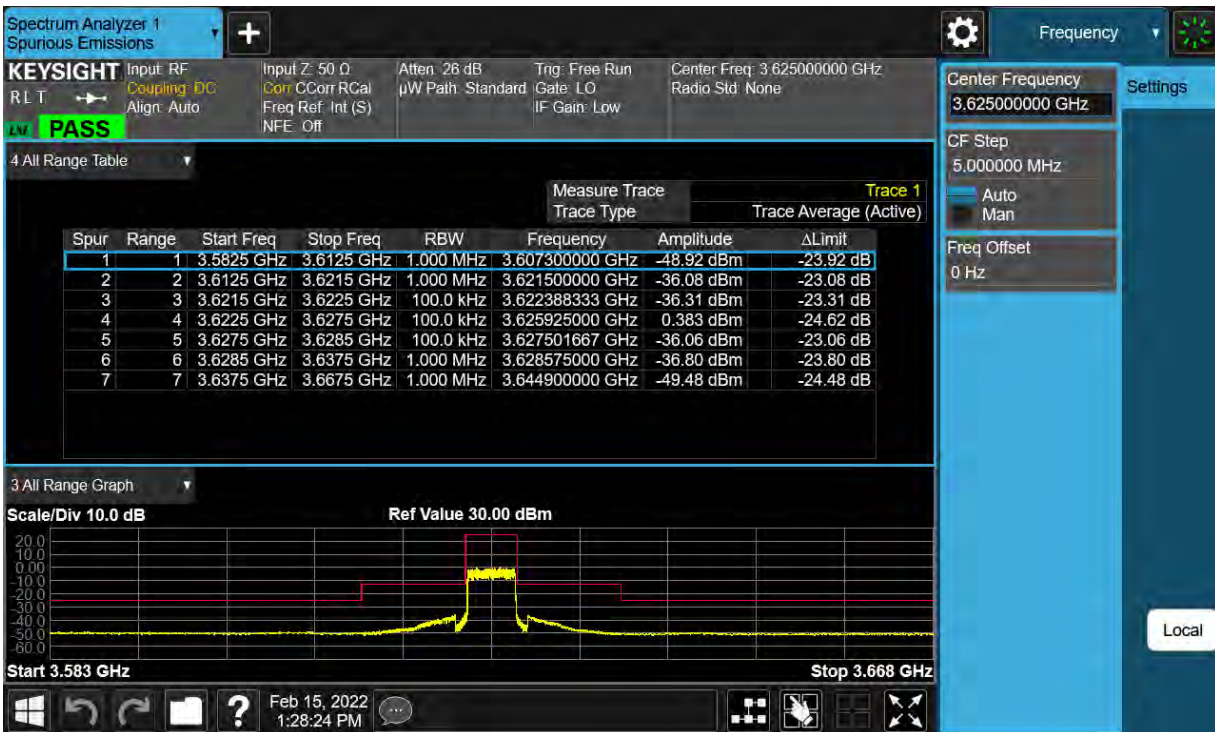 Spectrum Analyzer 1
Spurious Emissions
Frequency
KEYSIGHT
RLT
PASS
Input: RF
Coupling: DC
Align: Auto
Input Z: 50 Ω
Corr CCorr RCal
Freq Ref: Int (S)
NFE: Off
Atten: 26 dB
µW Path: Standard
Trig: Free Run
Gate: LO
IF Gain: Low
Center Freq: 3.625000000 GHz
Radio Std: None
Center Frequency
3.625000000 GHz
Settings
CF Step
5.000000 MHz
Auto
Man
Freq Offset
0 Hz
4 All Range Table
Measure Trace Trace 1
Trace Type Trace Average (Active)
Spur Range Start Freq Stop Freq RBW Frequency Amplitude ΔLimit
1 1 3.5825 GHz 3.6125 GHz 1.000 MHz 3.607300000 GHz -48.92 dBm -23.92 dB
2 2 3.6125 GHz 3.6215 GHz 1.000 MHz 3.621500000 GHz -36.08 dBm -23.08 dB
3 3 3.6215 GHz 3.6225 GHz 100.0 kHz 3.622388333 GHz -36.31 dBm -23.31 dB
4 4 3.6225 GHz 3.6275 GHz 100.0 kHz 3.625925000 GHz 0.383 dBm -24.62 dB
5 5 3.6275 GHz 3.6285 GHz 100.0 kHz 3.627501667 GHz -36.06 dBm -23.06 dB
6 6 3.6285 GHz 3.6375 GHz 1.000 MHz 3.628575000 GHz -36.80 dBm -23.80 dB
7 7 3.6375 GHz 3.6675 GHz 1.000 MHz 3.644900000 GHz -49.48 dBm -24.48 dB
3 All Range Graph
Scale/Div 10.0 dB Ref Value 30.00 dBm
20.0
10.0
0.00
-10.0
-20.0
-30.0
-40.0
-50.0
-60.0
Start 3.583 GHz Stop 3.668 GHz
Local
Feb 15, 2022
1:28:24 PM